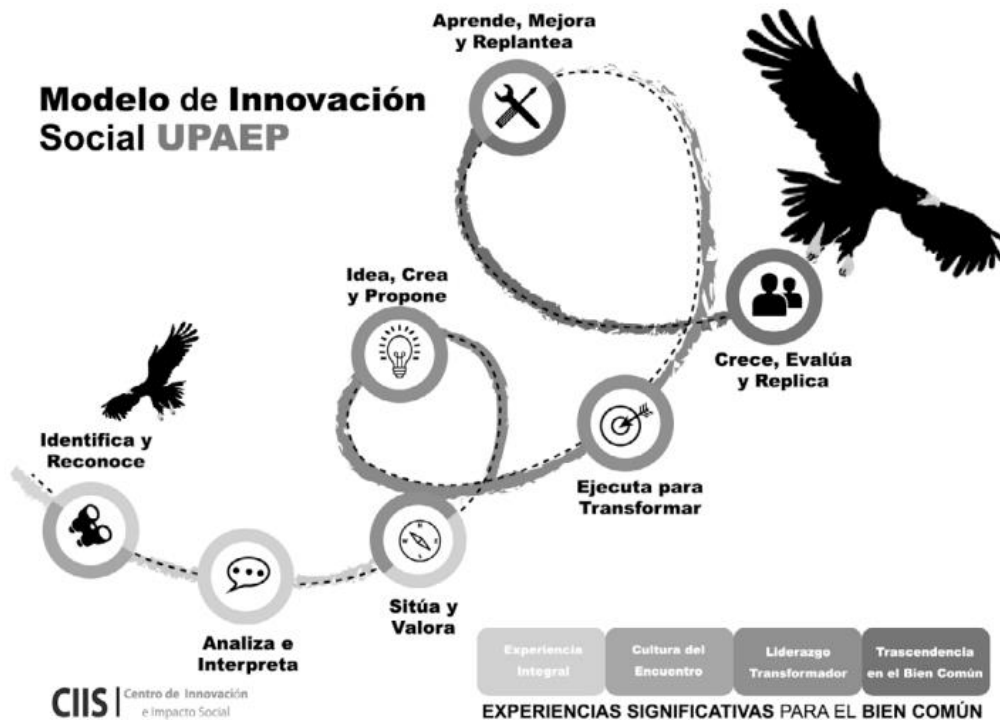 Modelo de Innovación
Social UPAEP
Aprende, Mejora
y Replantea
Idea, Crea
y Propone
Crece, Evalúa
y Replica
Identifica y
Reconoce
Ejecuta para
Transformar
Sitúa y
Valora
Analiza e
Interpreta
Experiencia
Integral
Cultura del
Encuentro
Liderazgo
Transformador
Trascendencia
en el Bien Común
CIIS | Centro de Innovación
e Impacto Social
EXPERIENCIAS SIGNIFICATIVAS PARA EL BIEN COMÚN